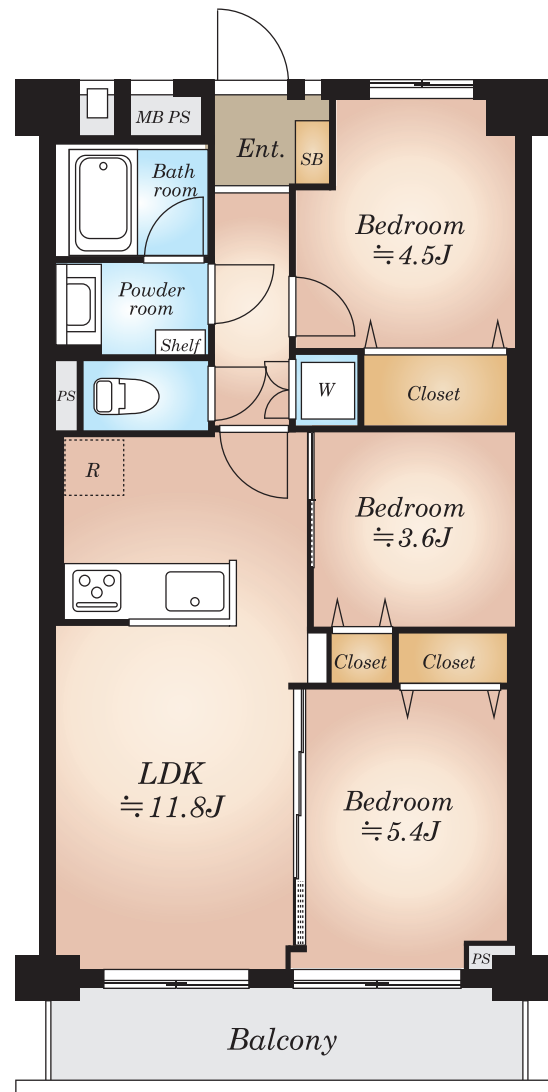 MB PS
Ent.
SB
Bath
room
Bedroom
≒4.5J
Powder
room
Shelf
PS
W
Closet
R
Bedroom
≒3.6J
Closet
Closet
LDK
≒11.8J
Bedroom
≒5.4J
PS
Balcony